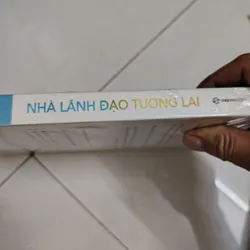 NHÀ LÃNH ĐẠO TƯƠNG LAI